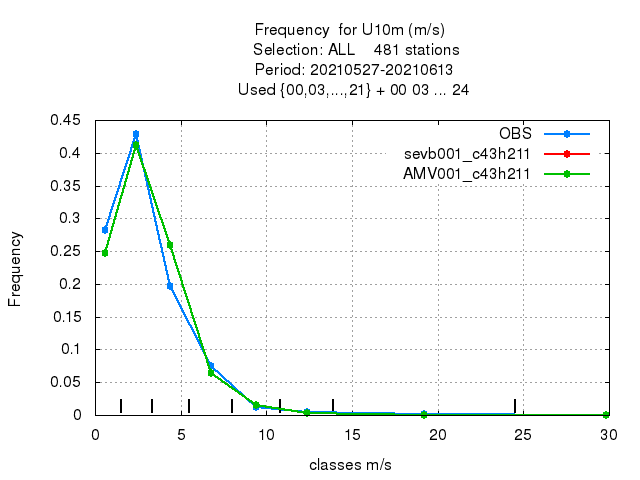 Frequency  for U10m (m/s)
Selection: ALL    481 stations
Period: 20210527-20210613
Used {00,03,...,21} + 00 03 ... 24
OBS
sevb001_c43h211
AMV001_c43h211
0.45
0.4
0.35
0.3
0.25
0.2
0.15
0.1
0.05
0
Frequency
0 5 10 15 20 25 30
classes m/s